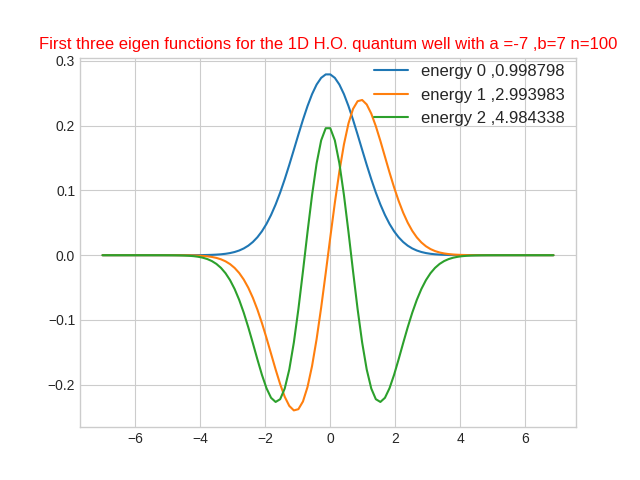 First three eigen functions for the 1D H.O. quantum well with a =-7 ,b=7 n=100
energy 0 ,0.998798
energy 1 ,2.993983
energy 2 ,4.984338
0.3
0.2
0.1
0.0
−0.1
−0.2
−6 −4 −2 0 2 4 6